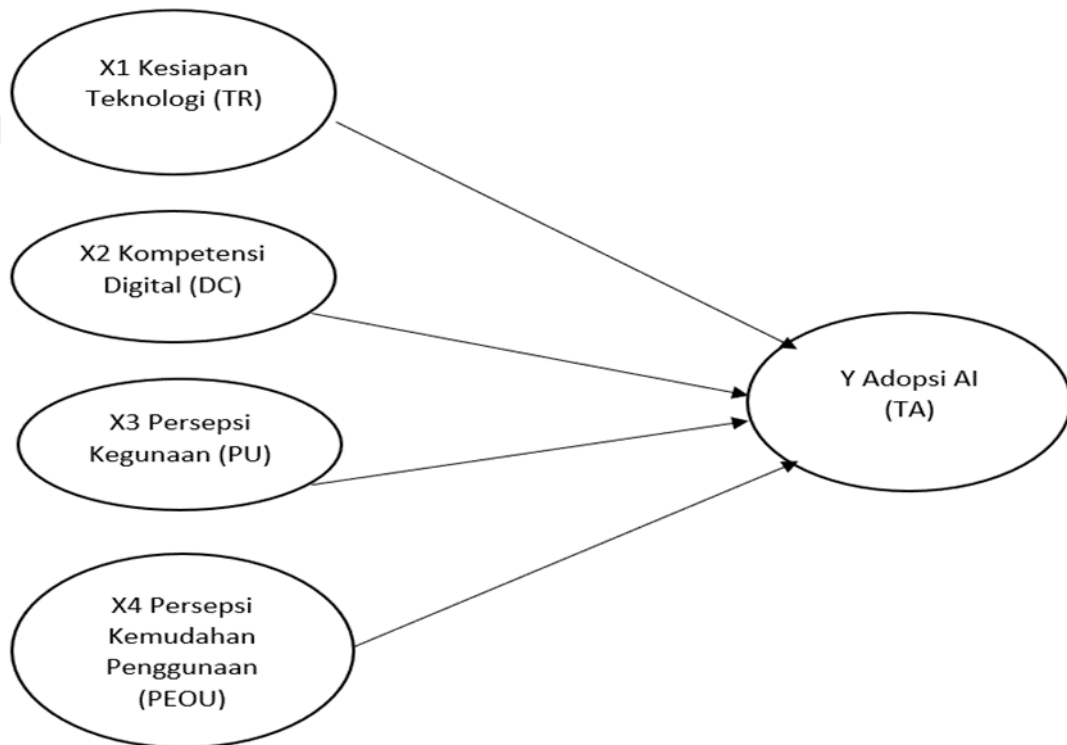 X1 Kesiapan
Teknologi (TR)
X2 Kompetensi
Digital (DC)
X3 Persepsi
Kegunaan (PU)
X4 Persepsi
Kemudahan
Penggunaan
(PEOU)
Y Adopsi AI
(TA)